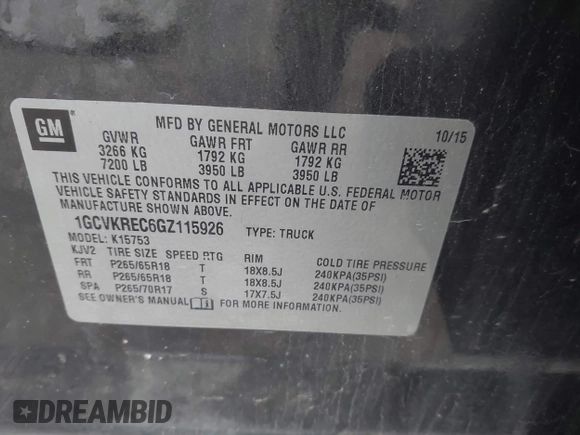 GM
MFD BY GENERAL MOTORS LLC 10/15
GVWR GAWR FRT GAWR RR
3266 KG 1792 KG 1792 KG
7200 LB 3950 LB 3950 LB
THIS VEHICLE CONFORMS TO ALL APPLICABLE U.S. FEDERAL MOTOR
VEHICLE SAFETY STANDARDS IN EFFECT ON THE DATE OF
MANUFACTURE SHOWN ABOVE.
1GCVKREC6GZ115926 TYPE: TRUCK
MODEL: K15753
KJV2 TIRE SIZE SPEED RTG RIM COLD TIRE PRESSURE
FRT P265/65R18 T 18X8.5J 240KPA(35PSI)
RR P265/65R18 T 18X8.5J 240KPA(35PSI)
SPA P265/70R17 S 17X7.5J 240KPA(35PSI)
SEE OWNER'S MANUAL FOR MORE INFORMATION.
DREAMBID